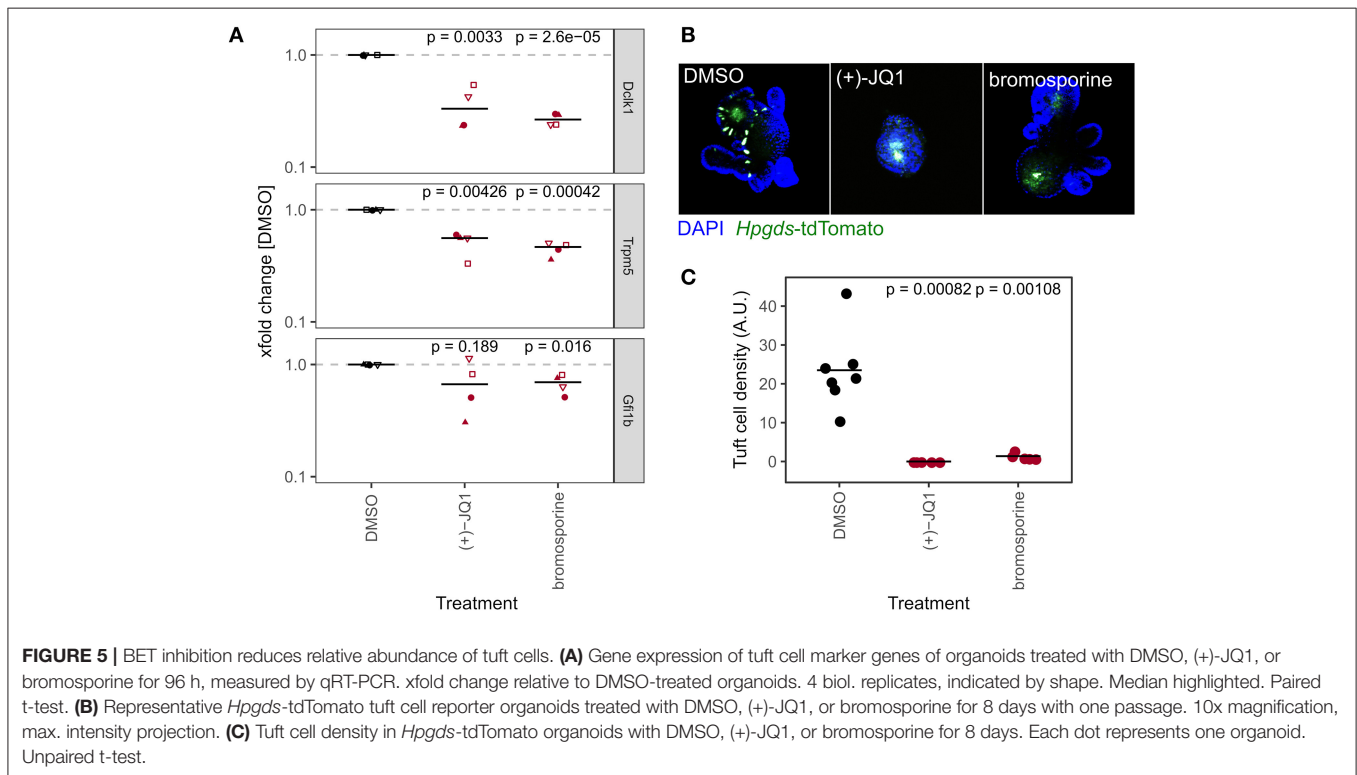 A
xfold change [DMSO]
p = 0.0033 p = 2.6e−05
1.0
0.1
Dclk1
p = 0.00426 p = 0.00042
1.0
0.1
Trpm5
p = 0.189 p = 0.016
1.0
0.1
Gfi1b
DMSO
(+)−JQ1
bromosporine
Treatment
B
DMSO
(+)-JQ1
bromosporine
DAPI Hpgds-tdTomato
C
Tuft cell density (A.U.)
p = 0.00082 p = 0.00108
40
30
20
10
0
DMSO
(+)−JQ1
bromosporine
Treatment
FIGURE 5 | BET inhibition reduces relative abundance of tuft cells. (A) Gene expression of tuft cell marker genes of organoids treated with DMSO, (+)-JQ1, or
bromosporine for 96 h, measured by qRT-PCR. xfold change relative to DMSO-treated organoids. 4 biol. replicates, indicated by shape. Median highlighted. Paired
t-test. (B) Representative Hpgds-tdTomato tuft cell reporter organoids treated with DMSO, (+)-JQ1, or bromosporine for 8 days with one passage. 10x magnification,
max. intensity projection. (C) Tuft cell density in Hpgds-tdTomato organoids with DMSO, (+)-JQ1, or bromosporine for 8 days. Each dot represents one organoid.
Unpaired t-test.